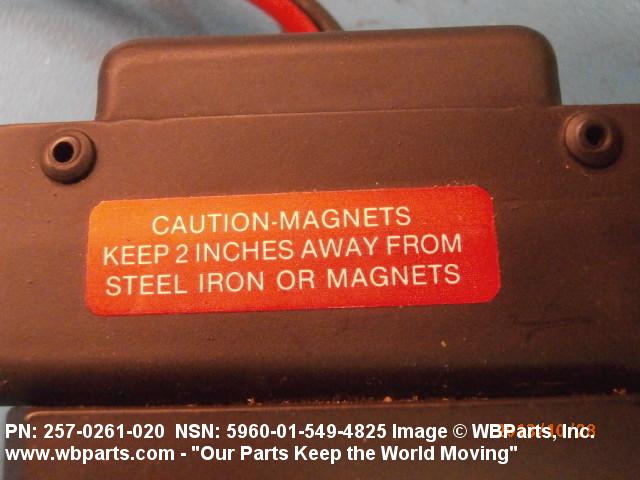 CAUTION-MAGNETS
KEEP 2 INCHES AWAY FROM
STEEL IRON OR MAGNETS
PN: 257-0261-020 NSN: 5960-01-549-4825 Image © WBParts, Inc.
www.wbparts.com - "Our Parts Keep the World Moving"